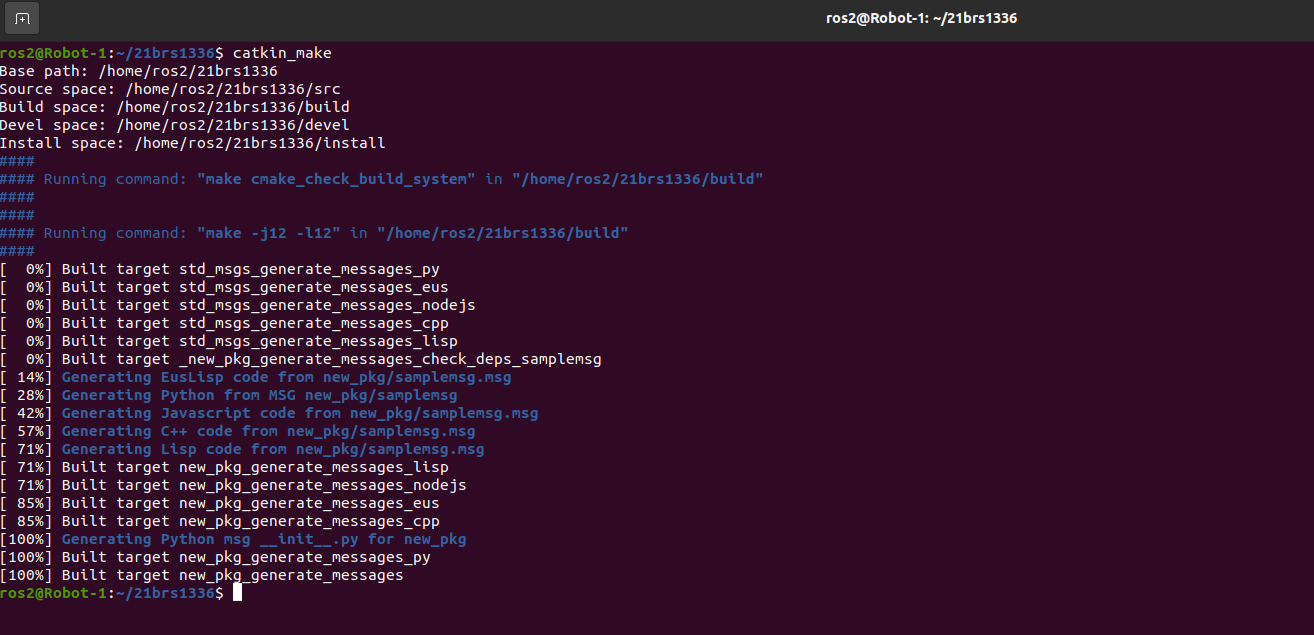 ros2@Robot-1: ~/21brs1336
ros2@Robot-1:~/21brs1336$ catkin_make
Base path: /home/ros2/21brs1336
Source space: /home/ros2/21brs1336/src
Build space: /home/ros2/21brs1336/build
Devel space: /home/ros2/21brs1336/devel
Install space: /home/ros2/21brs1336/install
####
#### Running command: "make cmake_check_build_system" in "/home/ros2/21brs1336/build"
####
####
#### Running command: "make -j12 -l12" in "/home/ros2/21brs1336/build"
####
[  0%] Built target std_msgs_generate_messages_py
[  0%] Built target std_msgs_generate_messages_eus
[  0%] Built target std_msgs_generate_messages_nodejs
[  0%] Built target std_msgs_generate_messages_cpp
[  0%] Built target std_msgs_generate_messages_lisp
[  0%] Built target _new_pkg_generate_messages_check_deps_samplemsg
[ 14%] Generating EusLisp code from new_pkg/samplemsg.msg
[ 28%] Generating Python from MSG new_pkg/samplemsg
[ 42%] Generating Javascript code from new_pkg/samplemsg.msg
[ 57%] Generating C++ code from new_pkg/samplemsg.msg
[ 71%] Generating Lisp code from new_pkg/samplemsg.msg
[ 71%] Built target new_pkg_generate_messages_lisp
[ 71%] Built target new_pkg_generate_messages_nodejs
[ 85%] Built target new_pkg_generate_messages_eus
[ 85%] Built target new_pkg_generate_messages_cpp
[100%] Generating Python msg __init__.py for new_pkg
[100%] Built target new_pkg_generate_messages_py
[100%] Built target new_pkg_generate_messages
ros2@Robot-1:~/21brs1336$